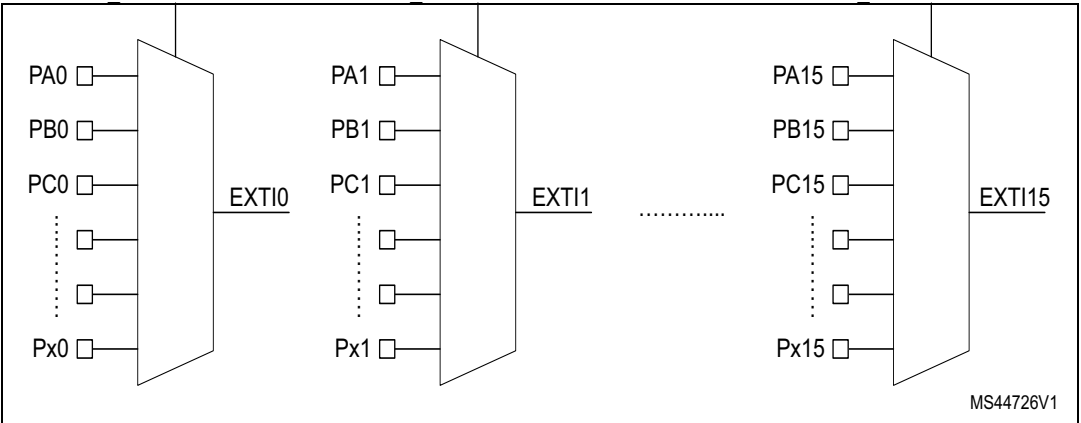 PA0 PA1 PA15
PB0 PB1 PB15
PC0 PC1 PC15
EXTI0 EXTI1 ............. EXTI15
Px0 Px1 Px15
MS44726V1